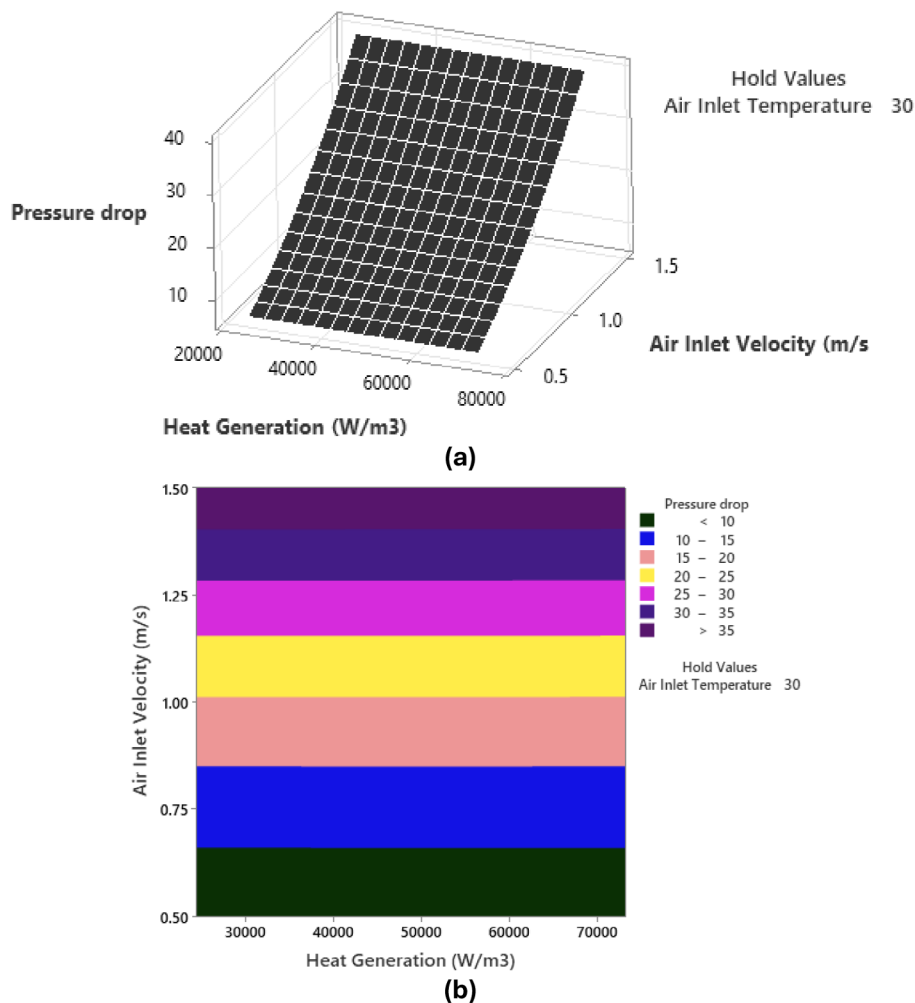 Hold Values
Air Inlet Temperature 30
40
Pressure drop
30
20
10
1.5
1.0
0.5
Air Inlet Velocity (m/s
20000
40000
60000
80000
Heat Generation (W/m3)
(a)
1.50
1.25
1.00
0.75
0.50
Air Inlet Velocity (m/s)
30000 40000 50000 60000 70000
Heat Generation (W/m3)
Pressure drop
< 10
10 – 15
15 – 20
20 – 25
25 – 30
30 – 35
> 35
Hold Values
Air Inlet Temperature 30
(b)